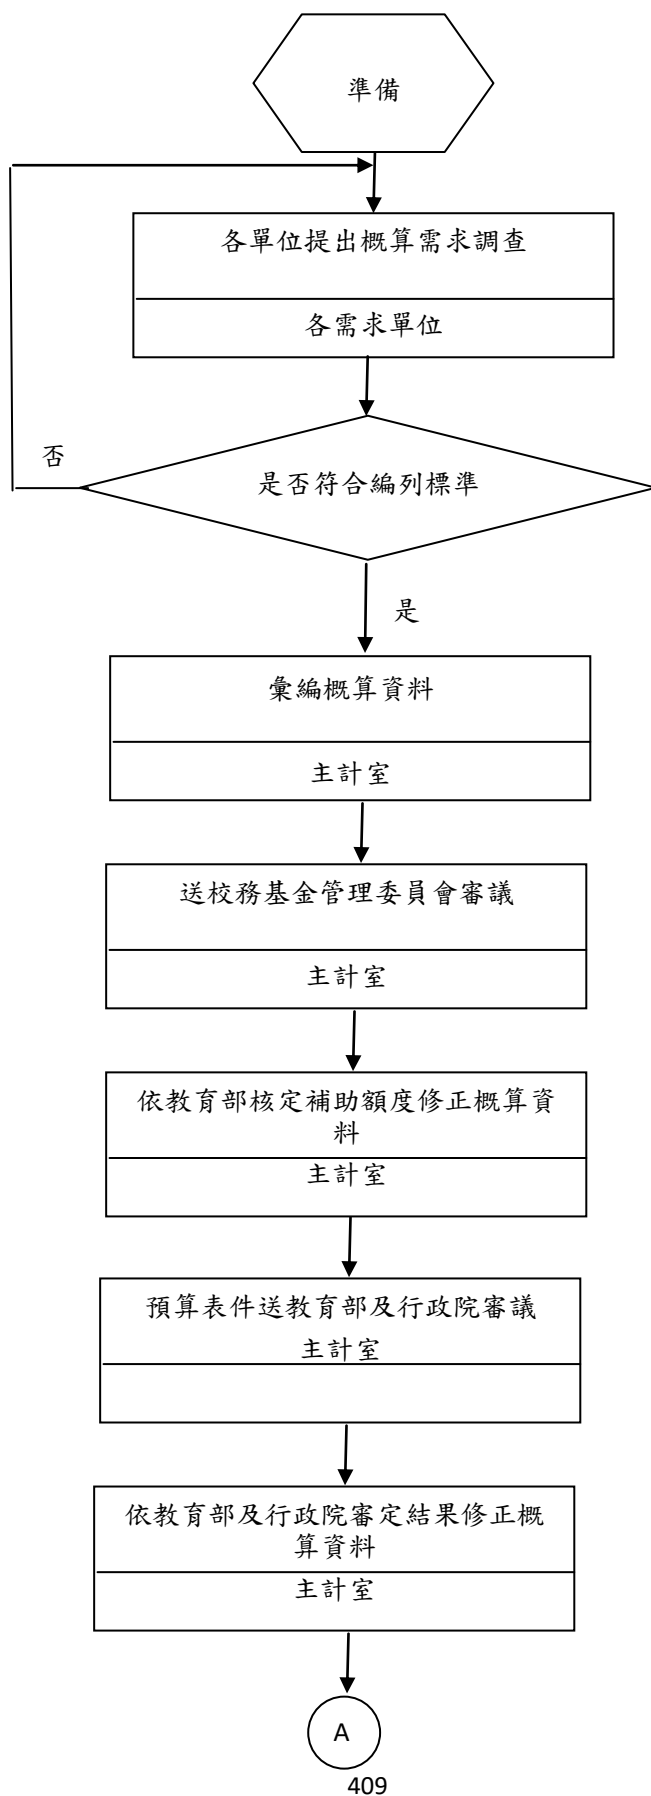 準備
各單位提出概算需求調查
各需求單位
否
是否符合編列標準
是
彙編概算資料
主計室
送校務基金管理委員會審議
主計室
依教育部核定補助額度修正概算資
料
主計室
預算表件送教育部及行政院審議
主計室
依教育部及行政院審定結果修正概
算資料
主計室
A
409